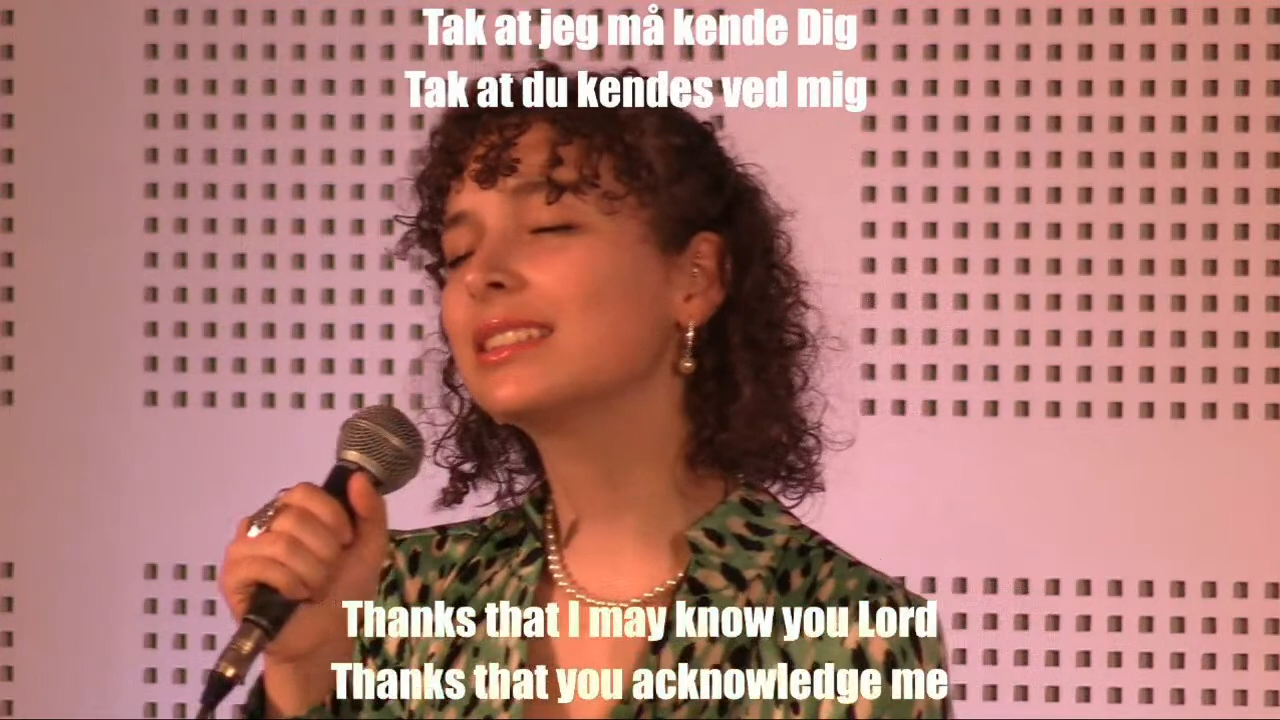 Tak at jeg må kende Dig
Tak at du kendes ved mig
Thanks that I may know you Lord
Thanks that you acknowledge me